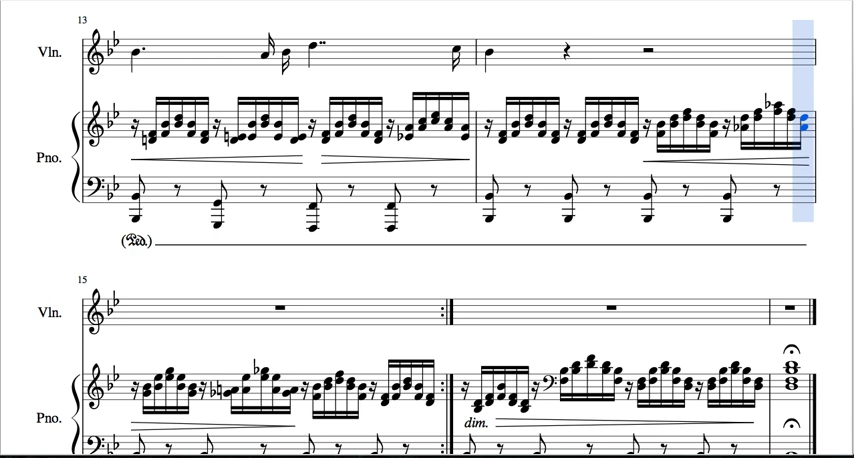 13
Vln.
Pno.
(Ped.)
15
Vln.
Pno.
dim.